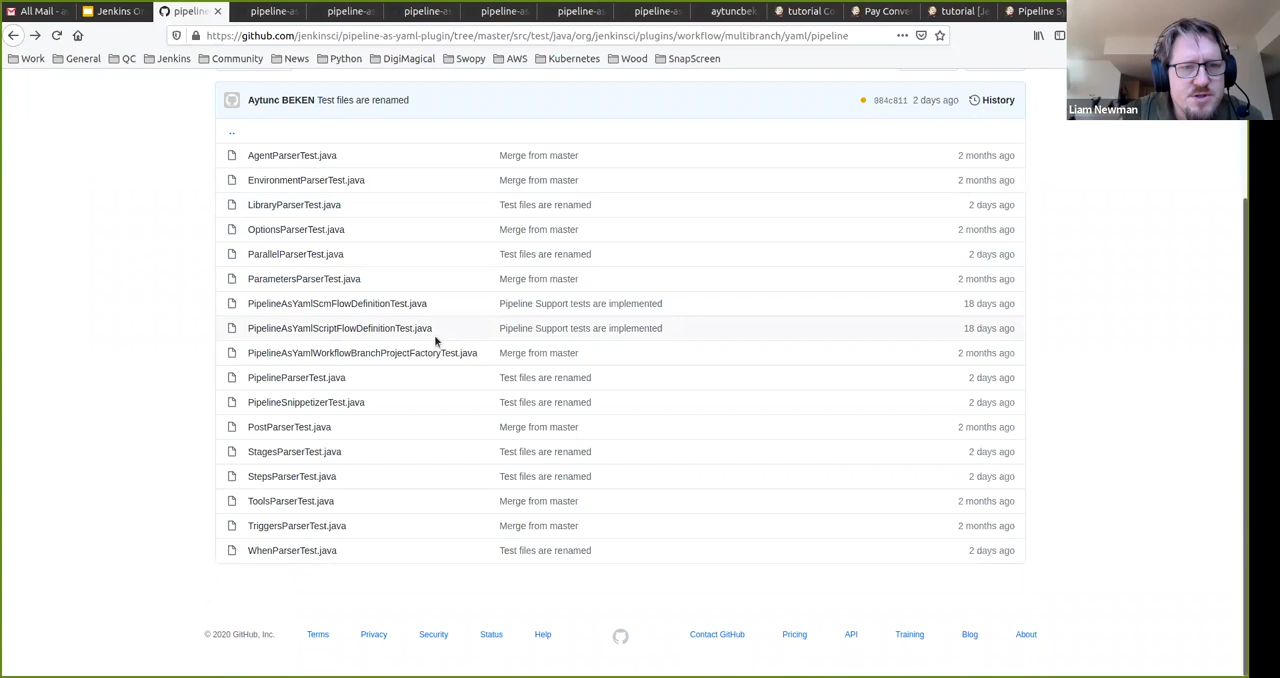 All Mail - a
Jenkins O
pipeline
pipeline-as
pipeline-as
pipeline-as
pipeline-as
pipeline-as
pipeline-as
aytuncbek
tutorial Co
Pay Conve
tutorial [Je
Pipeline Sy
https://github.com/jenkinsci/pipeline-as-yaml-plugin/tree/master/src/test/java/org/jenkinsci/plugins/workflow/multibranch/yaml/pipeline
Work General QC Jenkins Community News Python DigiMagical Swopy AWS Kubernetes Wood SnapScreen
Liam Newman
Aytunc BEKEN Test files are renamed 084c811 2 days ago History
..
AgentParserTest.java Merge from master 2 months ago
EnvironmentParserTest.java Merge from master 2 months ago
LibraryParserTest.java Test files are renamed 2 days ago
OptionsParserTest.java Merge from master 2 months ago
ParallelParserTest.java Test files are renamed 2 days ago
ParametersParserTest.java Merge from master 2 months ago
PipelineAsYamlScmFlowDefinitionTest.java Pipeline Support tests are implemented 18 days ago
PipelineAsYamlScriptFlowDefinitionTest.java Pipeline Support tests are implemented 18 days ago
PipelineAsYamlWorkflowBranchProjectFactoryTest.java Merge from master 2 months ago
PipelineParserTest.java Test files are renamed 2 days ago
PipelineSnippetizerTest.java Test files are renamed 2 days ago
PostParserTest.java Merge from master 2 months ago
StagesParserTest.java Test files are renamed 2 days ago
StepsParserTest.java Test files are renamed 2 days ago
ToolsParserTest.java Merge from master 2 months ago
TriggersParserTest.java Merge from master 2 months ago
WhenParserTest.java Test files are renamed 2 days ago
© 2020 GitHub, Inc. Terms Privacy Security Status Help Contact GitHub Pricing API Training Blog About